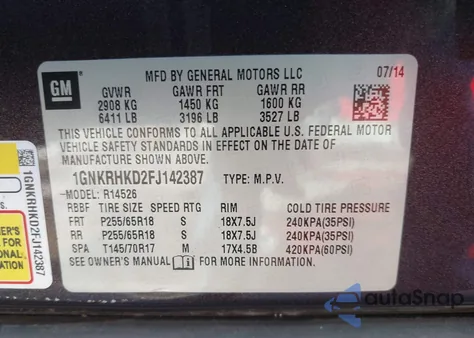 GM
MFD BY GENERAL MOTORS LLC 07/14
GVWR GAWR FRT GAWR RR
2908 KG 1450 KG 1600 KG
6411 LB 3196 LB 3527 LB
THIS VEHICLE CONFORMS TO ALL APPLICABLE U.S. FEDERAL MOTOR
VEHICLE SAFETY STANDARDS IN EFFECT ON THE DATE OF
MANUFACTURE SHOWN ABOVE.
1GNKRHKD2FJ142387 TYPE: M.P.V.
MODEL: R14526
RBBF TIRE SIZE SPEED RTG RIM COLD TIRE PRESSURE
FRT P255/65R18 S 18X7.5J 240KPA(35PSI)
RR P255/65R18 S 18X7.5J 240KPA(35PSI)
SPA T145/70R17 M 17X4.5B 420KPA(60PSI)
SEE OWNER'S MANUAL FOR MORE INFORMATION
1GNKRHKD2FJ142387
autoSnap